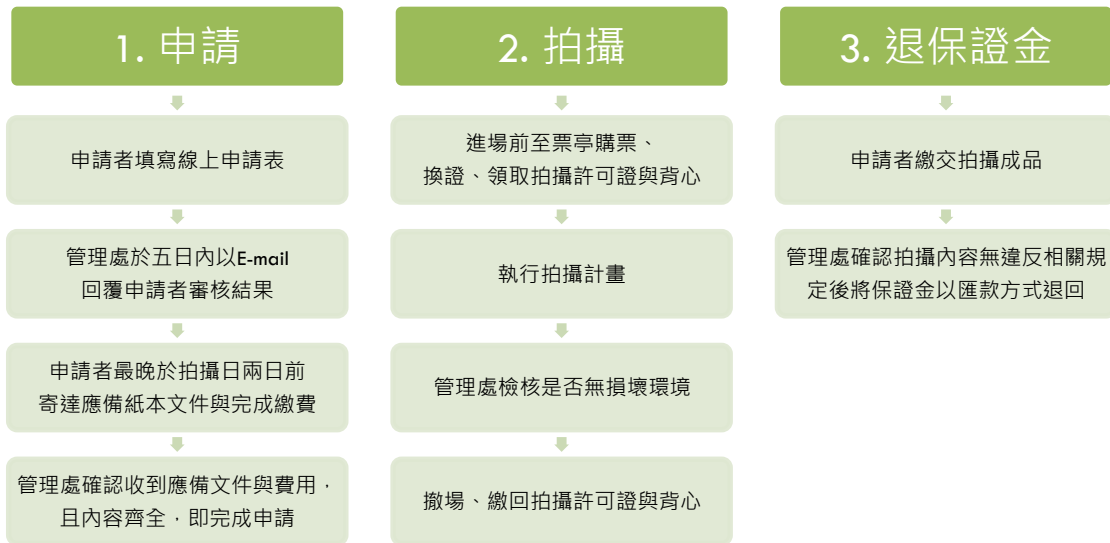 1. 申請
申請者填寫線上申請表
管理處於五日內以E-mail
回覆申請者審核結果
申請者最晚於拍攝日兩日前
寄達應備紙本文件與完成繳費
管理處確認收到應備文件與費用，
且內容齊全，即完成申請
2. 拍攝
進場前至票亭購票、
換證、領取拍攝許可證與背心
執行拍攝計畫
管理處檢核是否無損壞環境
撤場、繳回拍攝許可證與背心
3. 退保證金
申請者繳交拍攝成品
管理處確認拍攝內容無違反相關規
定後將保證金以匯款方式退回